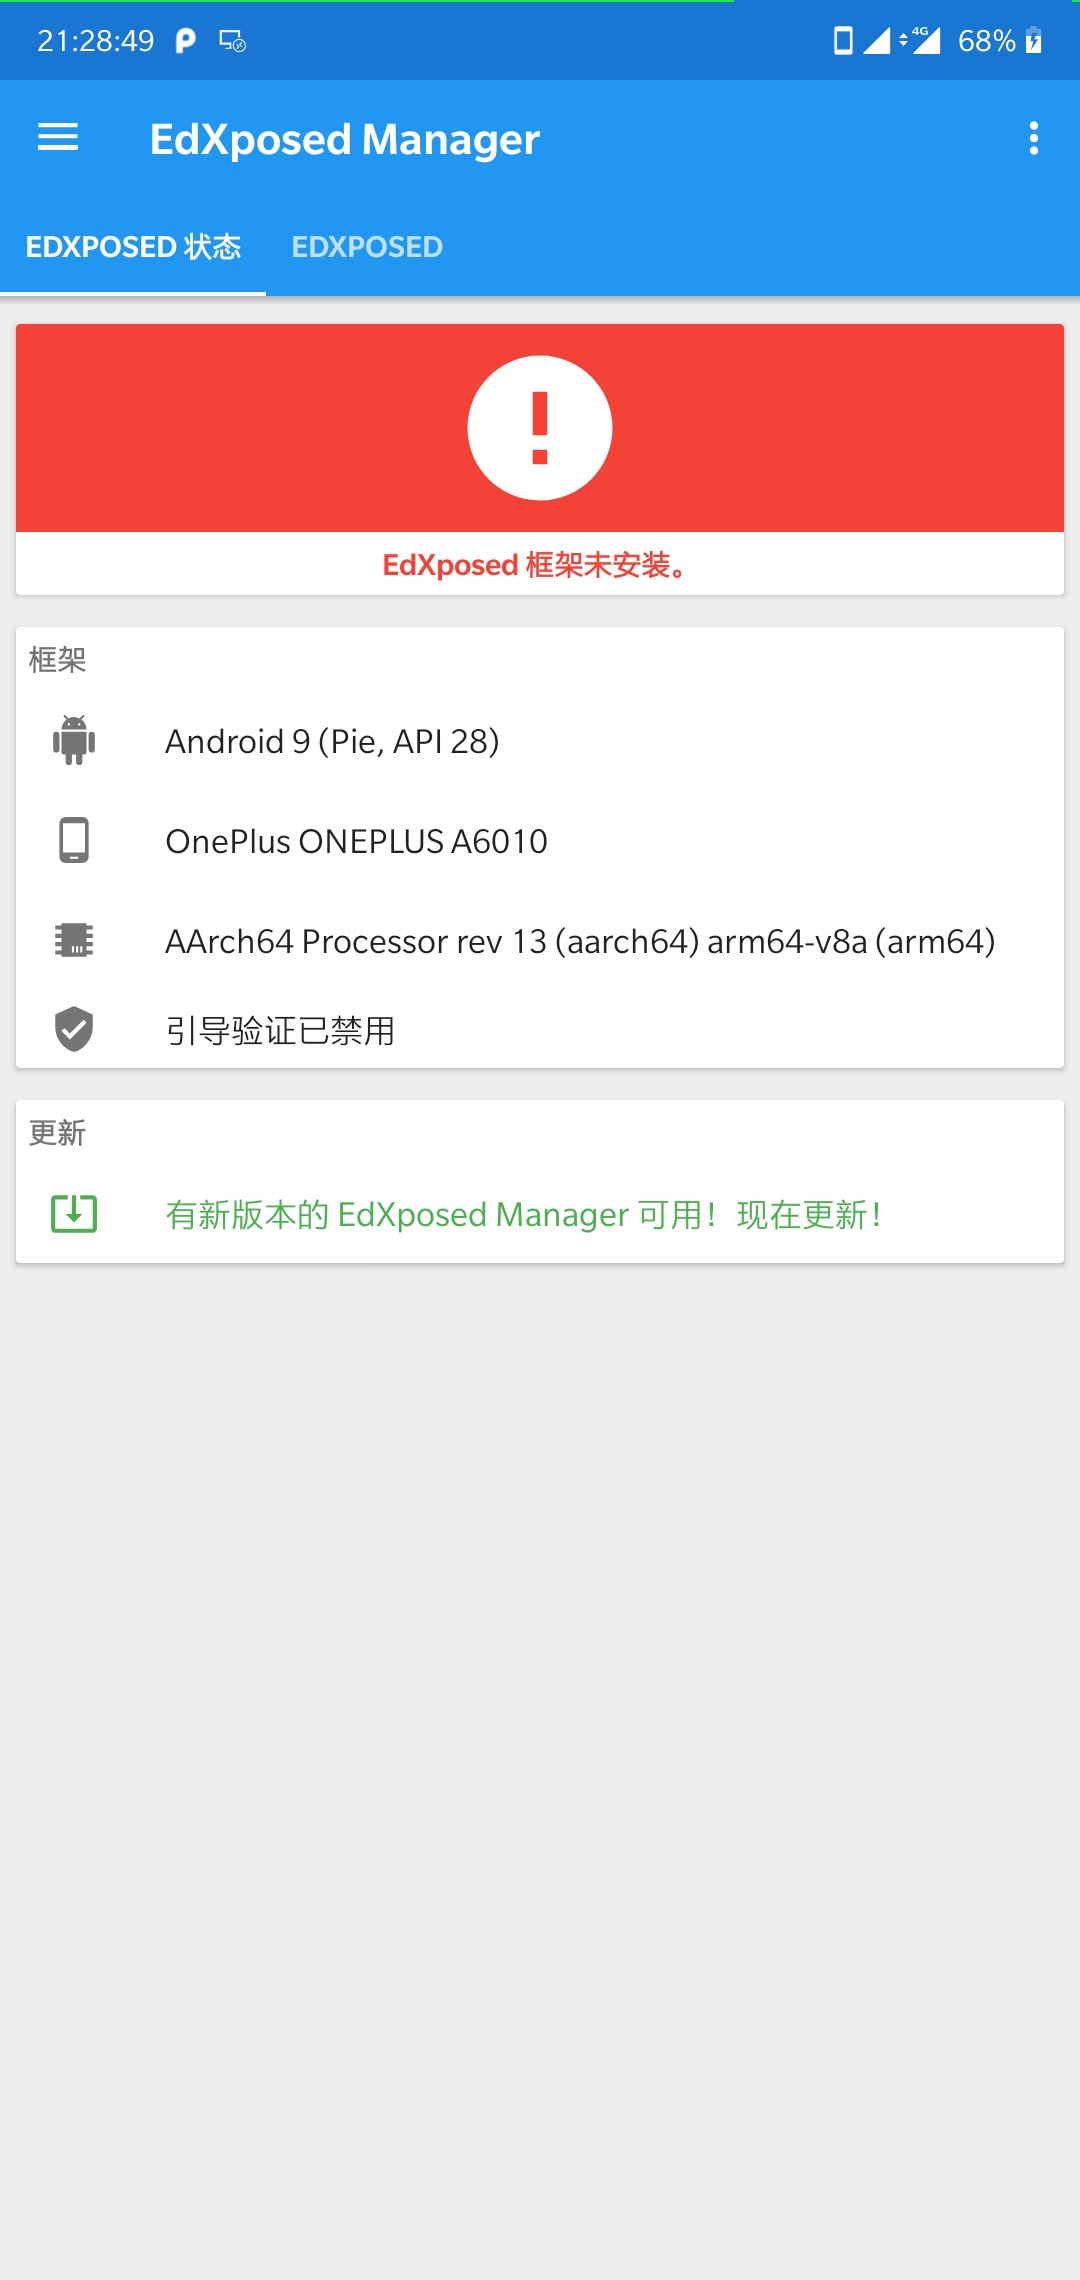 21:28:49
4G
68%
EdXposed Manager
EDXPOSED 状态
EDXPOSED
EdXposed 框架未安装。
框架
Android 9 (Pie, API 28)
OnePlus ONEPLUS A6010
AArch64 Processor rev 13 (aarch64) arm64-v8a (arm64)
引导验证已禁用
更新
有新版本的 EdXposed Manager 可用！现在更新！